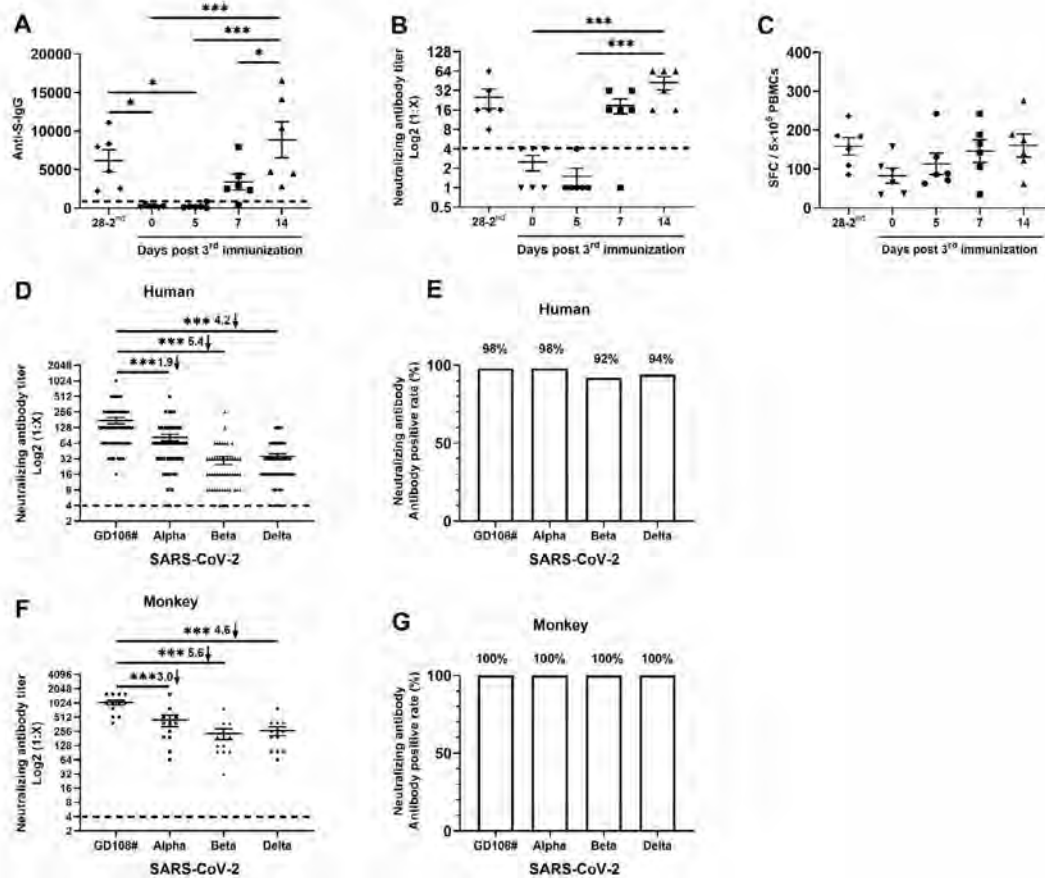 A
***
***
*
*
*
Anti-S-IgG
20000
15000
10000
5000
0
28-2nd 0 5 7 14
Days post 3rd immunization
B
***
***
Neutralizing antibody titer
Log2 (1:X)
128
64
32
16
8
4
2
1
0.5
28-2nd 0 5 7 14
Days post 3rd immunization
C
SFC / 5×10⁵ PBMCs
400
300
200
100
0
28-2nd 0 5 7 14
Days post 3rd immunization
D
Human
*** 4.2↓
*** 5.4↓
***1.9↓
Neutralizing antibody titer
Log2 (1:X)
2048
1024
512
256
128
64
32
16
8
4
2
GD108# Alpha Beta Delta
SARS-CoV-2
E
Human
98% 98% 92% 94%
Neutralizing antibody
Antibody positive rate (%)
100
50
0
GD108# Alpha Beta Delta
SARS-CoV-2
F
Monkey
*** 4.6↓
*** 5.6↓
***3.0↓
Neutralizing antibody titer
Log2 (1:X)
4096
2048
1024
512
256
128
64
32
16
8
4
2
GD108# Alpha Beta Delta
SARS-CoV-2
G
Monkey
100% 100% 100% 100%
Neutralizing antibody
Antibody positive rate (%)
100
50
0
GD108# Alpha Beta Delta
SARS-CoV-2